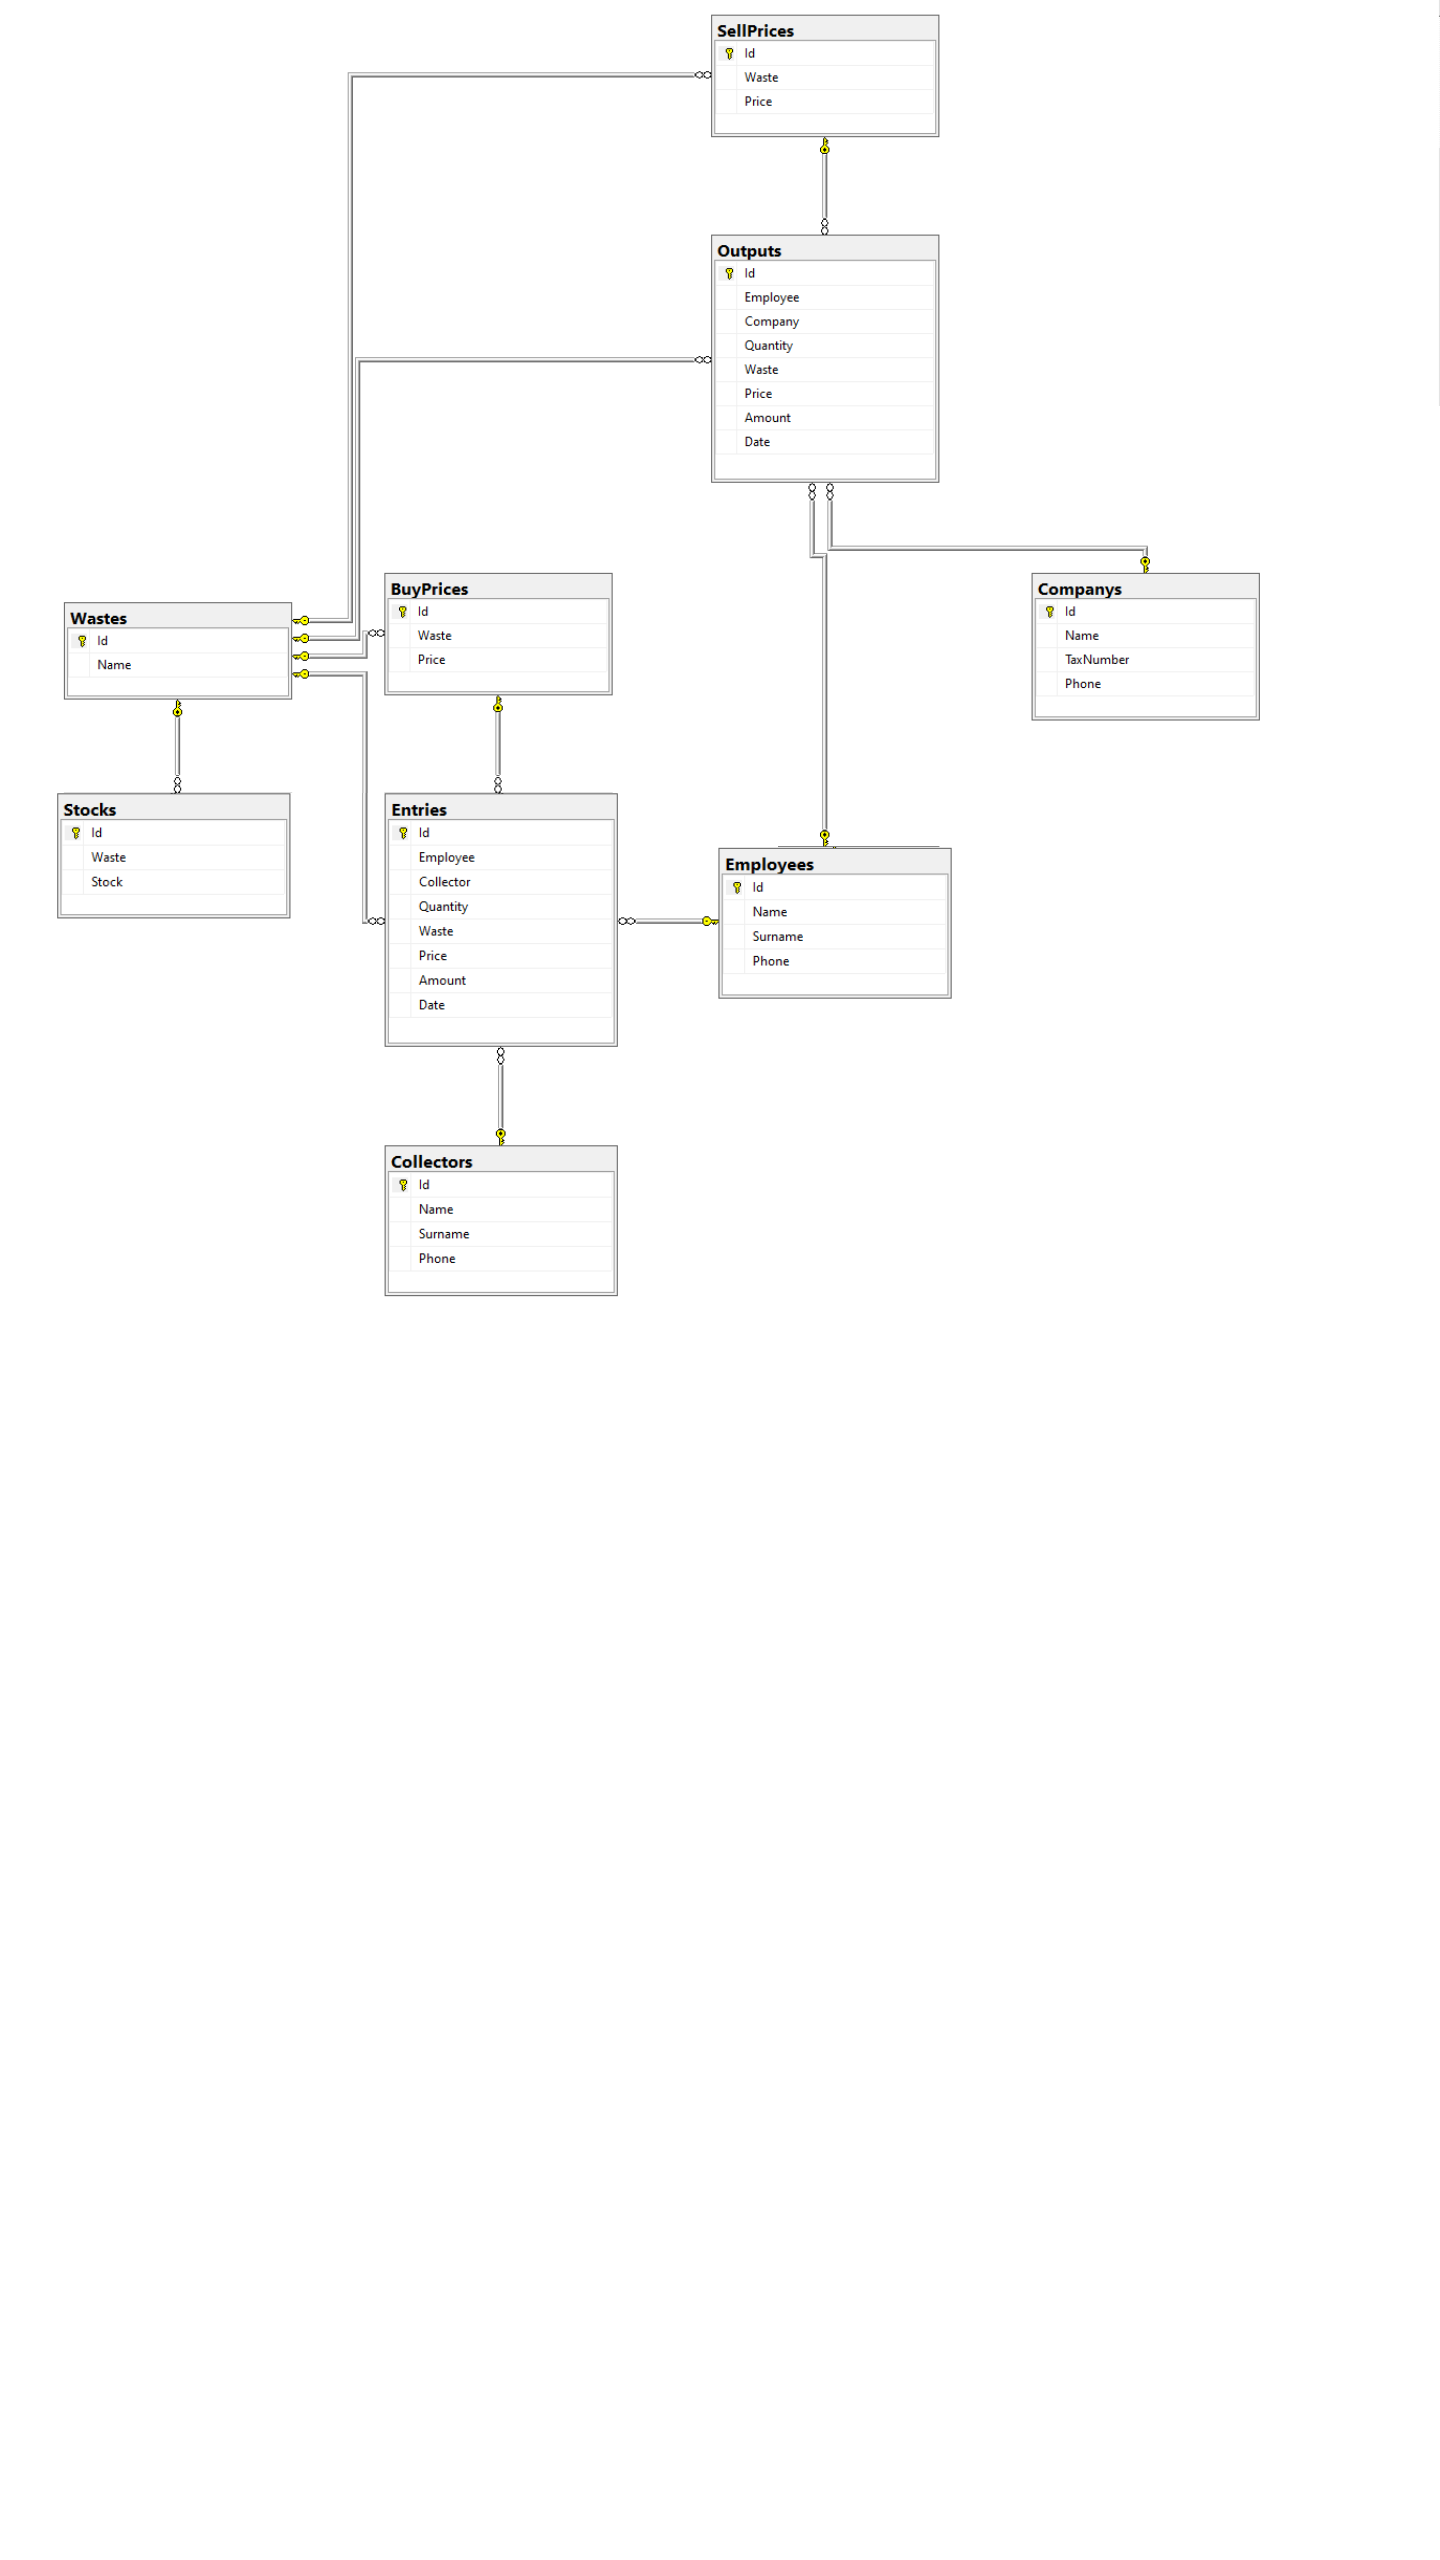 SellPrices
Id
Waste
Price
Outputs
Id
Employee
Company
Quantity
Waste
Price
Amount
Date
BuyPrices
Id
Waste
Price
Companys
Id
Name
TaxNumber
Phone
Wastes
Id
Name
Stocks
Id
Waste
Stock
Entries
Id
Employee
Collector
Quantity
Waste
Price
Amount
Date
Employees
Id
Name
Surname
Phone
Collectors
Id
Name
Surname
Phone